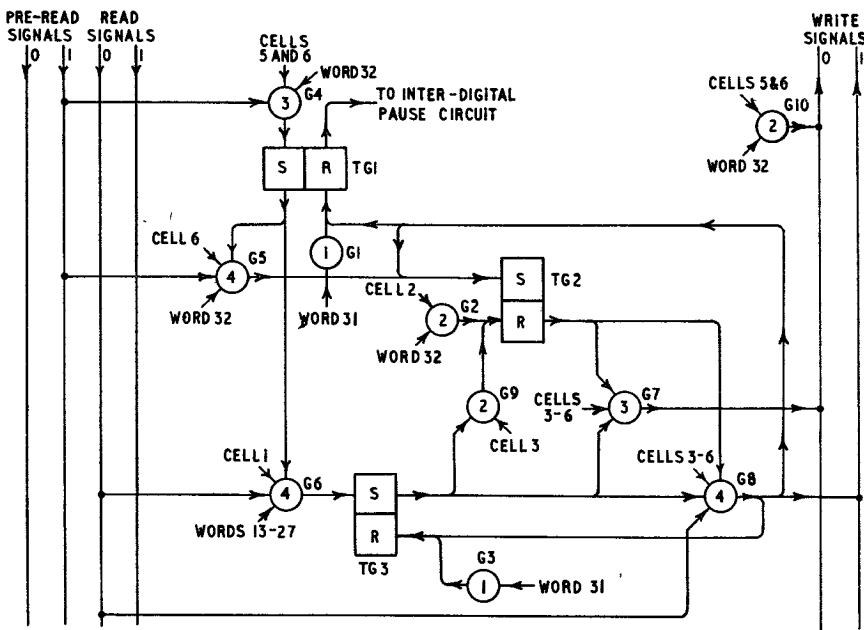 PRE-READ SIGNALS
0 1
READ SIGNALS
0 1
CELLS 5 AND 6
WORD 32
3 G4
TO INTER-DIGITAL PAUSE CIRCUIT
S R TG1
WRITE SIGNALS
0 1
CELLS 5&6
G10
2
WORD 32
CELL 6
G5
4
WORD 32
1 G1
WORD 31
S
R
TG2
CELL 2
G2
2
WORD 32
2 G9
CELL 3
CELLS 3-6
3 G7
CELL 1
G6
4
WORDS 13-27
S
R
TG3
CELLS 3-6
G8
4
G3
1
WORD 31